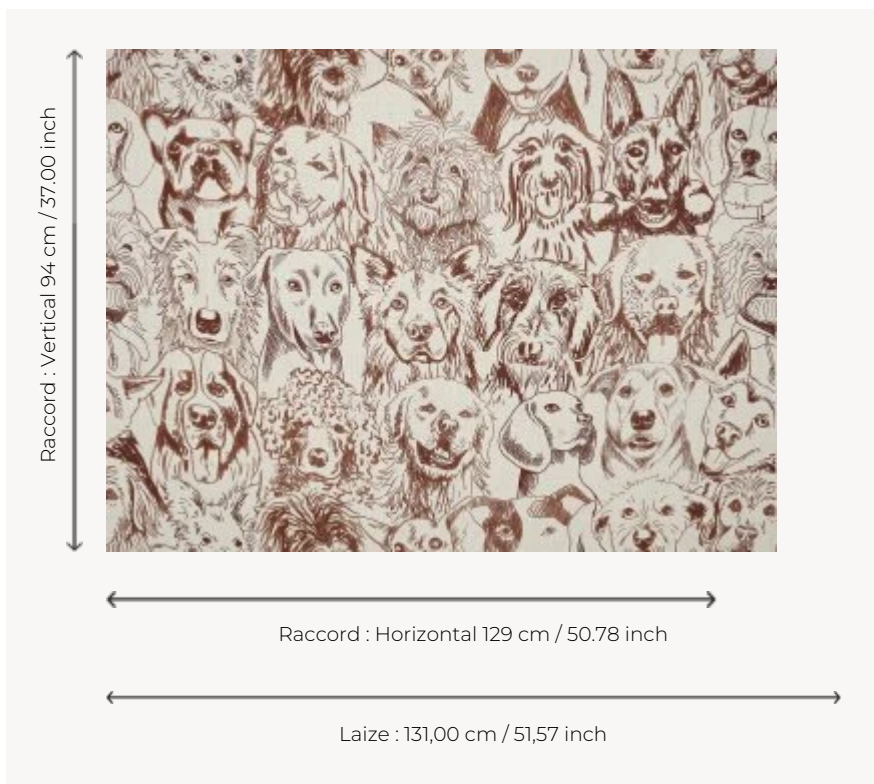 Raccord : Vertical 94 cm / 37.00 inch
Raccord : Horizontal 129 cm / 50.78 inch
Laize : 131,00 cm / 51,57 inch